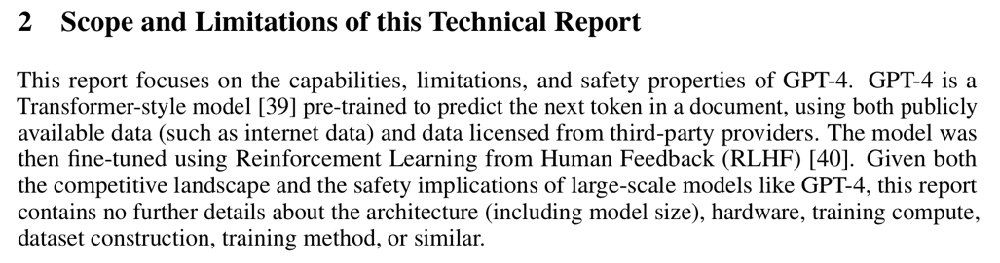 2 Scope and Limitations of this Technical Report
This report focuses on the capabilities, limitations, and safety properties of GPT-4. GPT-4 is a
Transformer-style model [39] pre-trained to predict the next token in a document, using both publicly
available data (such as internet data) and data licensed from third-party providers. The model was
then fine-tuned using Reinforcement Learning from Human Feedback (RLHF) [40]. Given both
the competitive landscape and the safety implications of large-scale models like GPT-4, this report
contains no further details about the architecture (including model size), hardware, training compute,
dataset construction, training method, or similar.